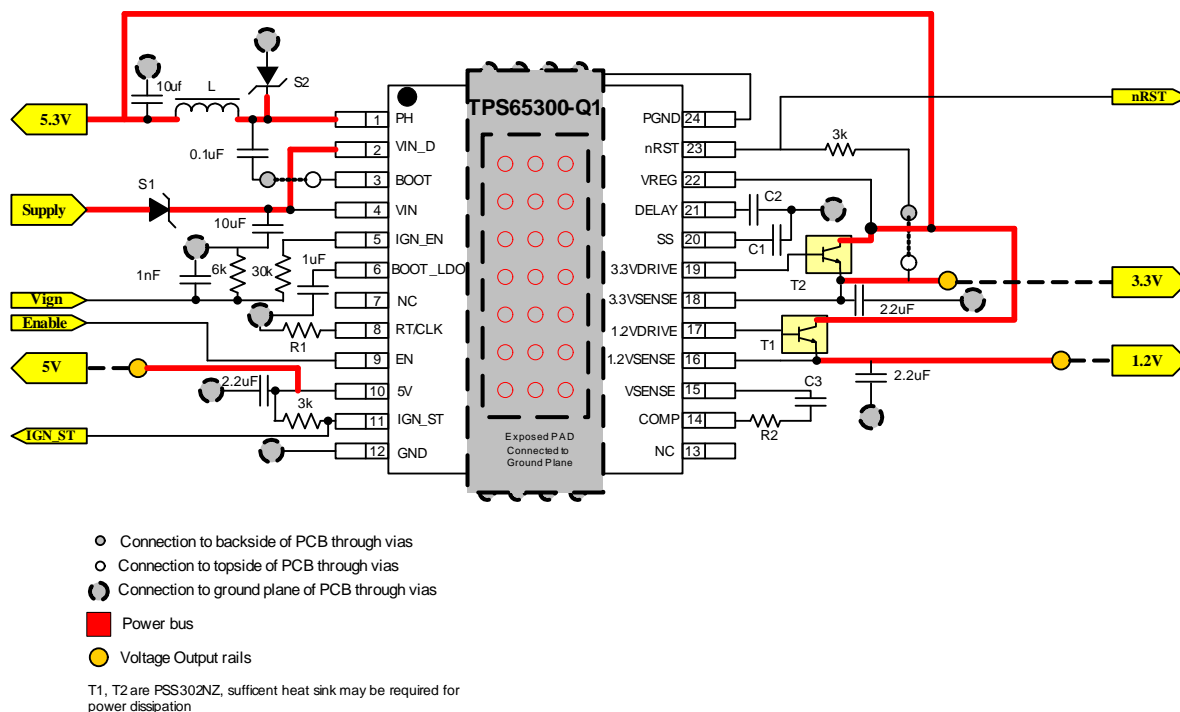 10uf
L
S2
5.3V
0.1uF
S1
Supply
10uF
1nF
6k
30k
1uF
Vign
Enable
R1
5V
2.2uF
3k
IGN_ST
TPS65300-Q1
1 PH
2 VIN_D
3 BOOT
4 VIN
5 IGN_EN
6 BOOT_LDO
7 NC
8 RT/CLK
9 EN
10 5V
11 IGN_ST
12 GND
Exposed PAD
Connected to
Ground Plane
PGND 24
nRST 23
VREG 22
DELAY 21
SS 20
3.3VDRIVE 19
3.3VSENSE 18
1.2VDRIVE 17
1.2VSENSE 16
VSENSE 15
COMP 14
NC 13
nRST
3k
C2
C1
T2
3.3V
2.2uF
T1
1.2V
2.2uF
C3
R2
Connection to backside of PCB through vias
Connection to topside of PCB through vias
Connection to ground plane of PCB through vias
Power bus
Voltage Output rails
T1, T2 are PSS302NZ, sufficent heat sink may be required for
power dissipation